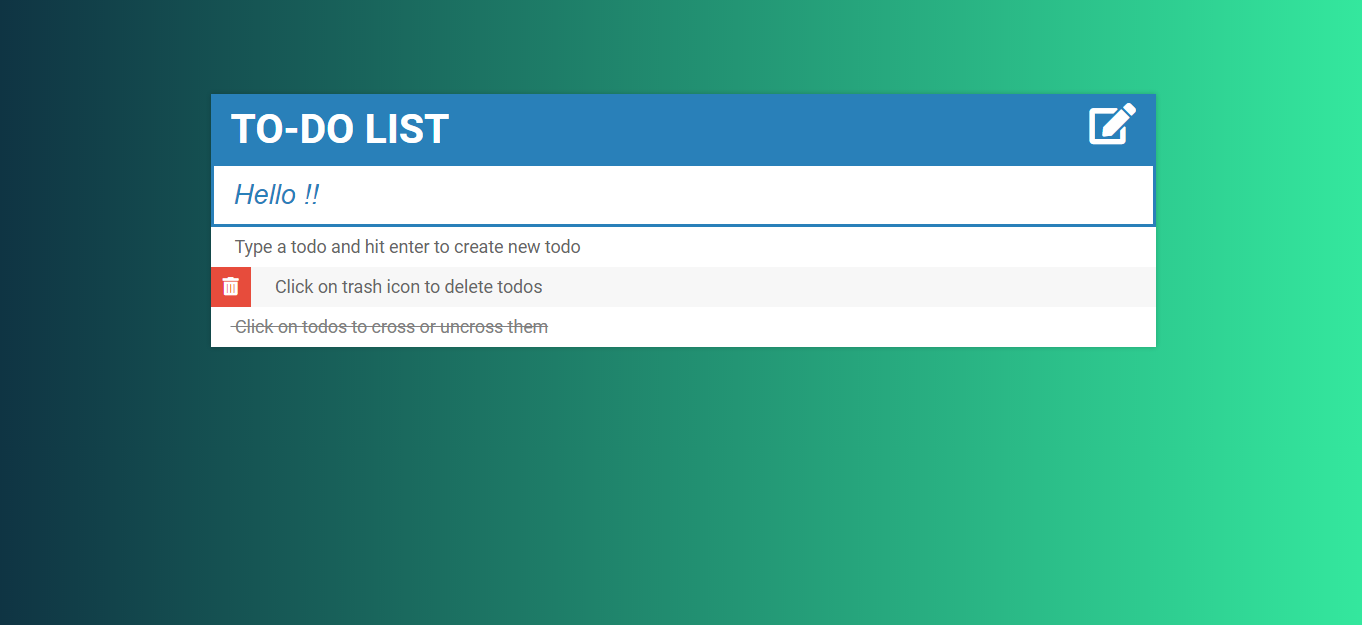 TO-DO LIST
Hello !!
Type a todo and hit enter to create new todo
Click on trash icon to delete todos
Click on todos to cross or uncross them